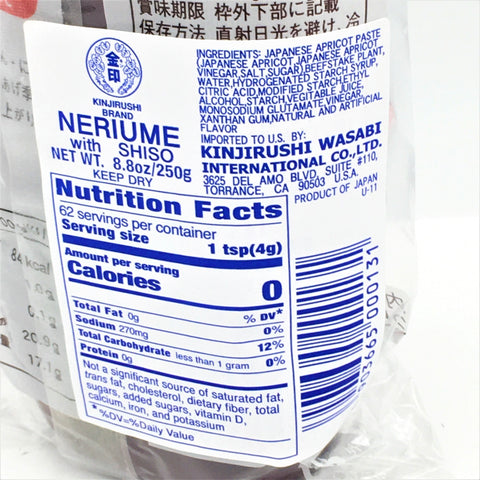 賞味期限 枠外下部に記載
保存方法 直射日光を避け、冷
金印
KINJIRUSHI
BRAND
NERIUME
with SHISO
NET WT. 8.8oz/250g
KEEP DRY
INGREDIENTS: JAPANESE APRICOT PASTE
(JAPANESE APRICOT JAPANESE APRICOT
VINEGAR,SALT,SUGAR),BEEFSTAKE PLANT,
WATER,HYDROGENATED STARCH SYRUP,
CITRIC ACID,MODIFIED STARCH,ETHYL
ALCOHOL,STARCH,VEGITABLE JUICE,
MONOSODIUM GLUTAMATE,VINEGAR,
XANTHAN GUM,NATURAL AND ARTIFICIAL
FLAVOR
IMPORTED TO U.S. BY:
KINJIRUSHI WASABI
INTERNATIONAL CO.,LTD.
3625 DEL AMO BLVD, SUITE #110,
TORRANCE, CA 90503 U.S.A.
PRODUCT OF JAPAN
U-11
Nutrition Facts
62 servings per container
Serving size 1 tsp(4g)
Amount per serving
Calories 0
% DV*
Total Fat 0g 0%
Sodium 270mg 12%
Total Carbohydrate less than 1 gram 0%
Protein 0g
Not a significant source of saturated fat,
trans fat, cholesterol, dietary fiber, total
sugars, added sugars, vitamin D,
calcium, iron, and potassium
*%DV=%Daily Value
84kcal
20.9g
17.1g